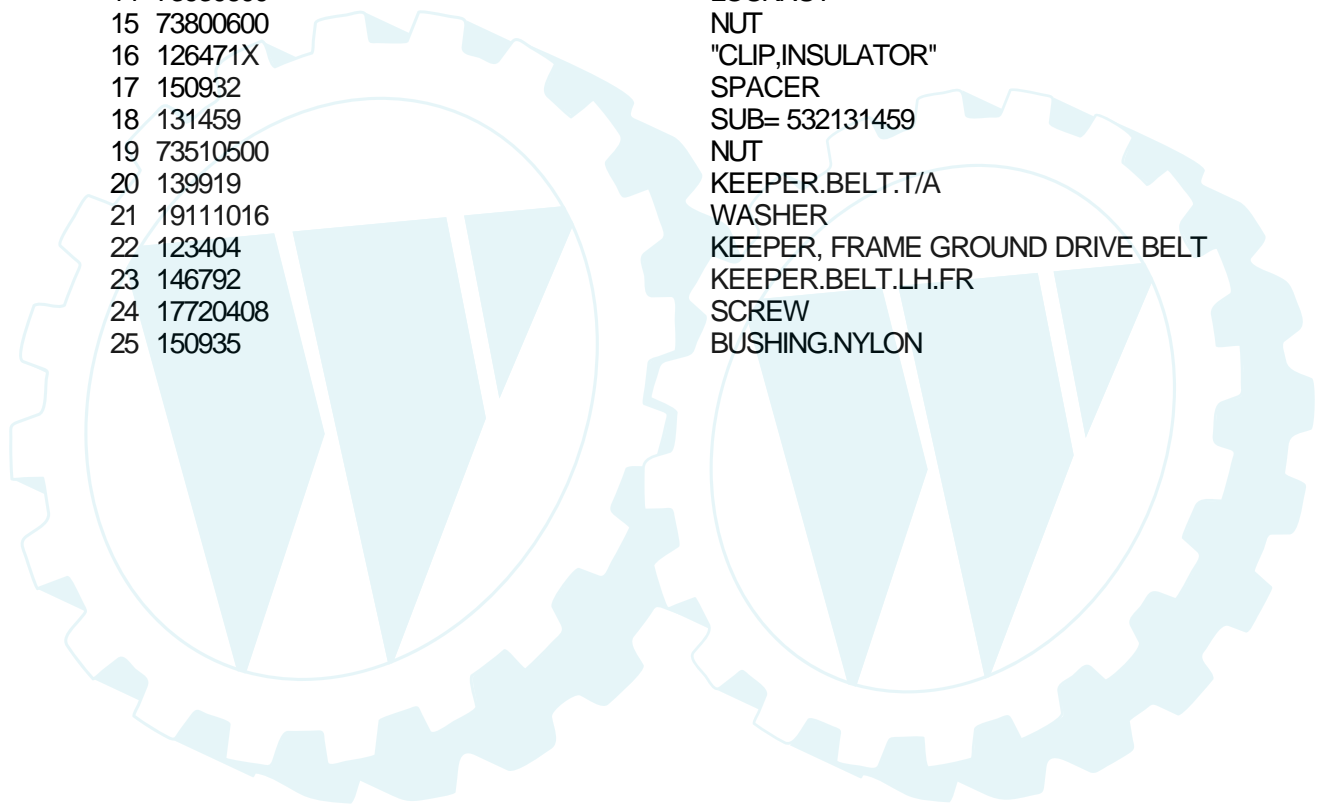 15 73800600 NUT
16 126471X "CLIP,INSULATOR"
17 150932 SPACER
18 131459 SUB= 532131459
19 73510500 NUT
20 139919 KEEPER.BELT.T/A
21 19111016 WASHER
22 123404 KEEPER, FRAME GROUND DRIVE BELT
23 146792 KEEPER.BELT.LH.FR
24 17720408 SCREW
25 150935 BUSHING.NYLON